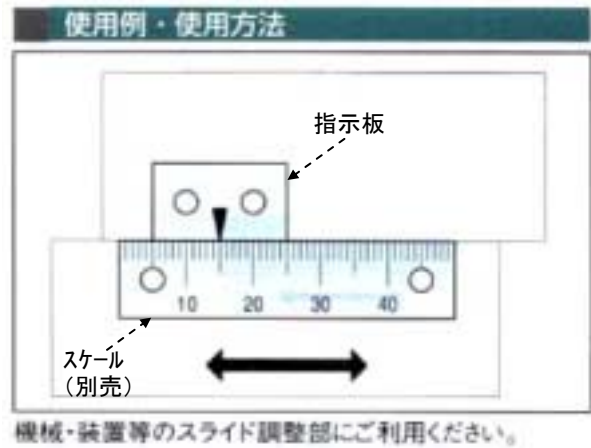 使用例・使用方法
指示板
10 20 30 40
スケール
（別売）
機械・装置等のスライド調整部にご利用ください。